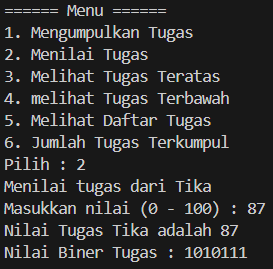 ====== Menu ======
1. Mengumpulkan Tugas
2. Menilai Tugas
3. Melihat Tugas Teratas
4. melihat Tugas Terbawah
5. Melihat Daftar Tugas
6. Jumlah Tugas Terkumpul
Pilih : 2
Menilai tugas dari Tika
Masukkan nilai (0 - 100) : 87
Nilai Tugas Tika adalah 87
Nilai Biner Tugas : 1010111